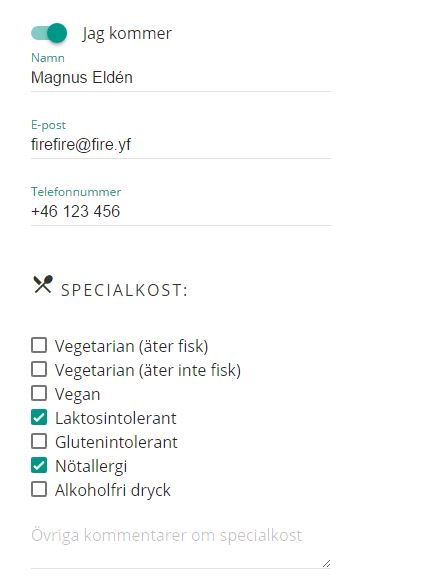 Jag kommer
Namn
Magnus Eldén
E-post
firefire@fire.yf
Telefonnummer
+46 123 456
SPECIALKOST:
Vegetarian (äter fisk)
Vegetarian (äter inte fisk)
Vegan
Laktosintolerant
Glutenintolerant
Nötallergi
Alkoholfri dryck
Övriga kommentarer om specialkost